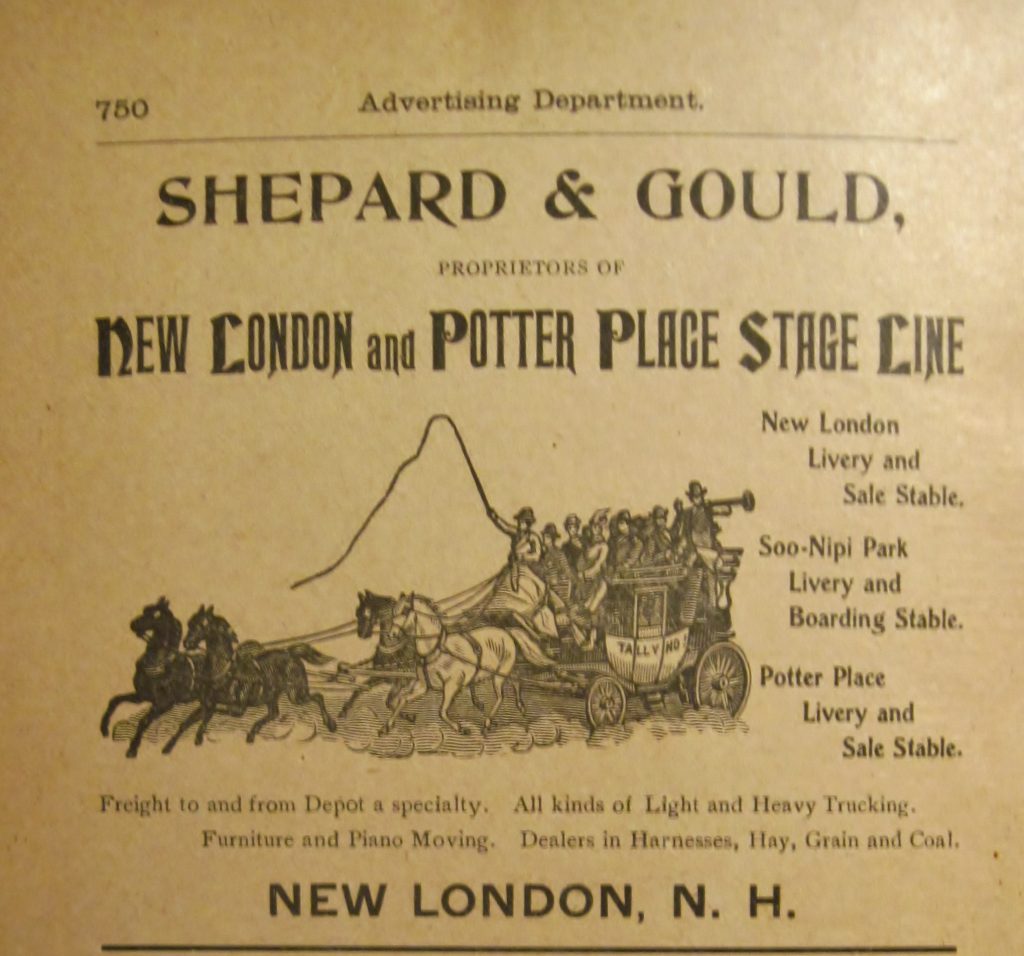 750 Advertising Department.
SHEPARD & GOULD,
PROPRIETORS OF
NEW LONDON and POTTER PLACE STAGE LINE
New London
Livery and
Sale Stable.
Soo-Nipi Park
Livery and
Boarding Stable.
Potter Place
Livery and
Sale Stable.
TALLY HO
Freight to and from Depot a specialty. All kinds of Light and Heavy Trucking.
Furniture and Piano Moving. Dealers in Harnesses, Hay, Grain and Coal.
NEW LONDON, N. H.